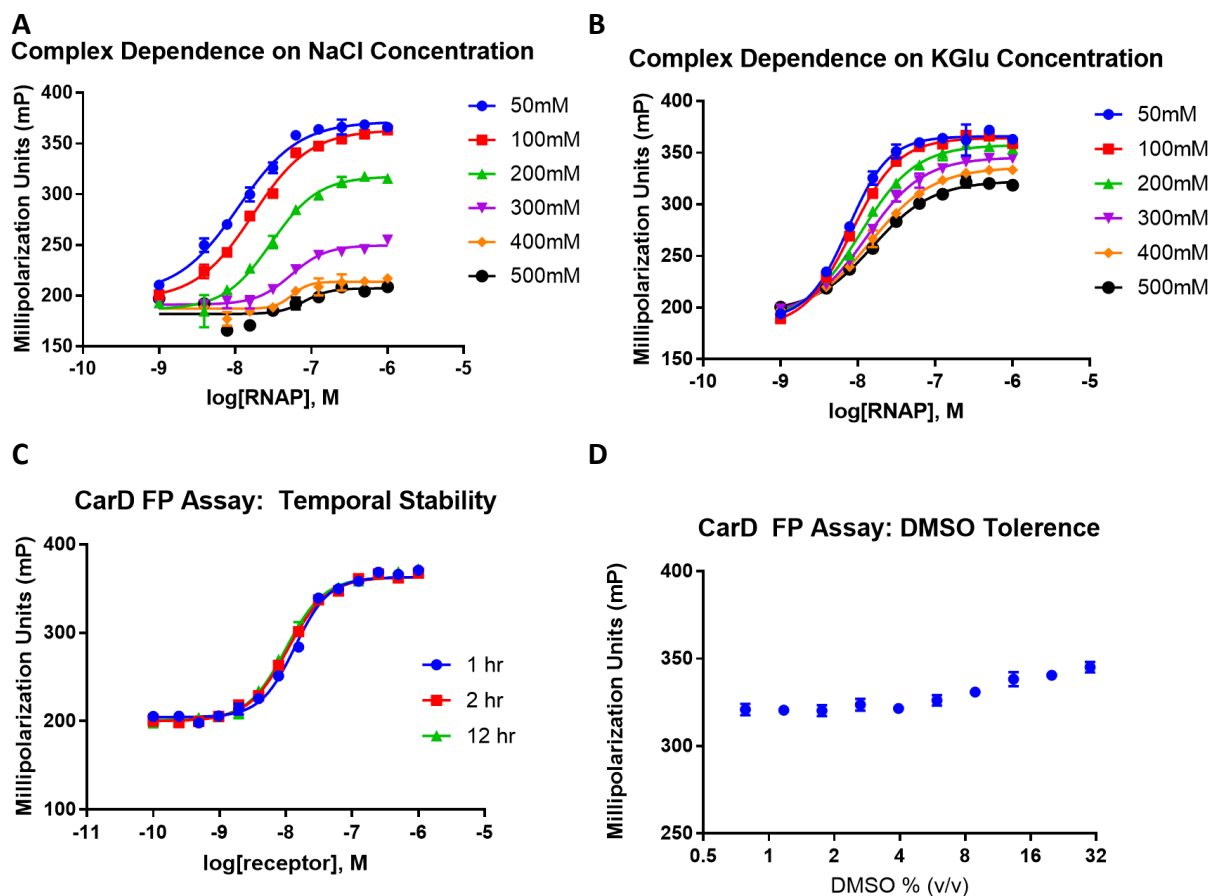 A
Complex Dependence on NaCl Concentration
Millipolarization Units (mP)
400
350
300
250
200
150
-10
-9
-8
-7
-6
-5
log[RNAP], M
50mM
100mM
200mM
300mM
400mM
500mM
B
Complex Dependence on KGlu Concentration
Millipolarization Units (mP)
400
350
300
250
200
150
-10
-9
-8
-7
-6
-5
log[RNAP], M
50mM
100mM
200mM
300mM
400mM
500mM
C
CarD FP Assay: Temporal Stability
Millipolarization Units (mP)
400
300
200
100
-11
-10
-9
-8
-7
-6
-5
log[receptor], M
1 hr
2 hr
12 hr
D
CarD FP Assay: DMSO Tolerence
Millipolarization Units (mP)
400
350
300
250
0.5
1
2
4
8
16
32
DMSO % (v/v)